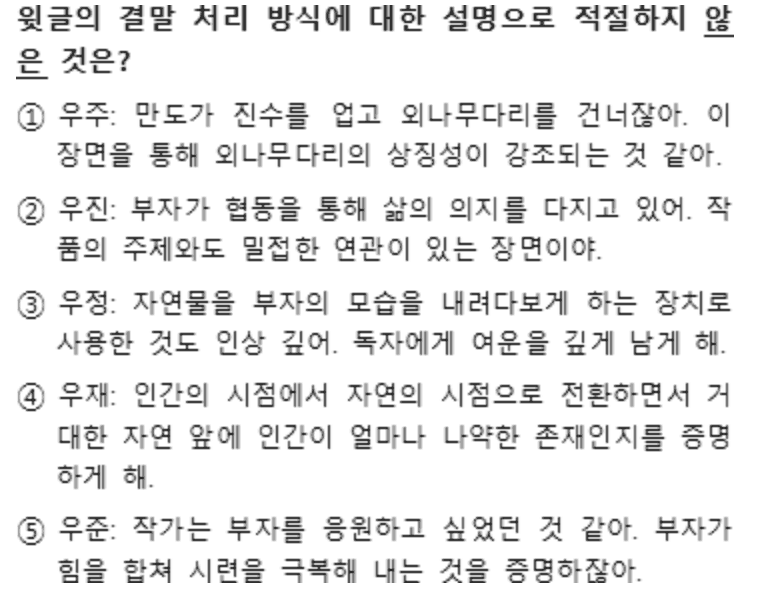 윗글의 결말 처리 방식에 대한 설명으로 적절하지 않
은 것은?
① 우주: 만도가 진수를 업고 외나무다리를 건너잖아. 이
장면을 통해 외나무다리의 상징성이 강조되는 것 같아.
② 우진: 부자가 협동을 통해 삶의 의지를 다지고 있어. 작
품의 주제와도 밀접한 연관이 있는 장면이야.
③ 우정: 자연물을 부자의 모습을 내려다보게 하는 장치로
사용한 것도 인상 깊어. 독자에게 여운을 깊게 남게 해.
④ 우재: 인간의 시점에서 자연의 시점으로 전환하면서 거
대한 자연 앞에 인간이 얼마나 나약한 존재인지를 증명
하게 해.
⑤ 우준: 작가는 부자를 응원하고 싶었던 것 같아. 부자가
힘을 합쳐 시련을 극복해 내는 것을 증명하잖아.